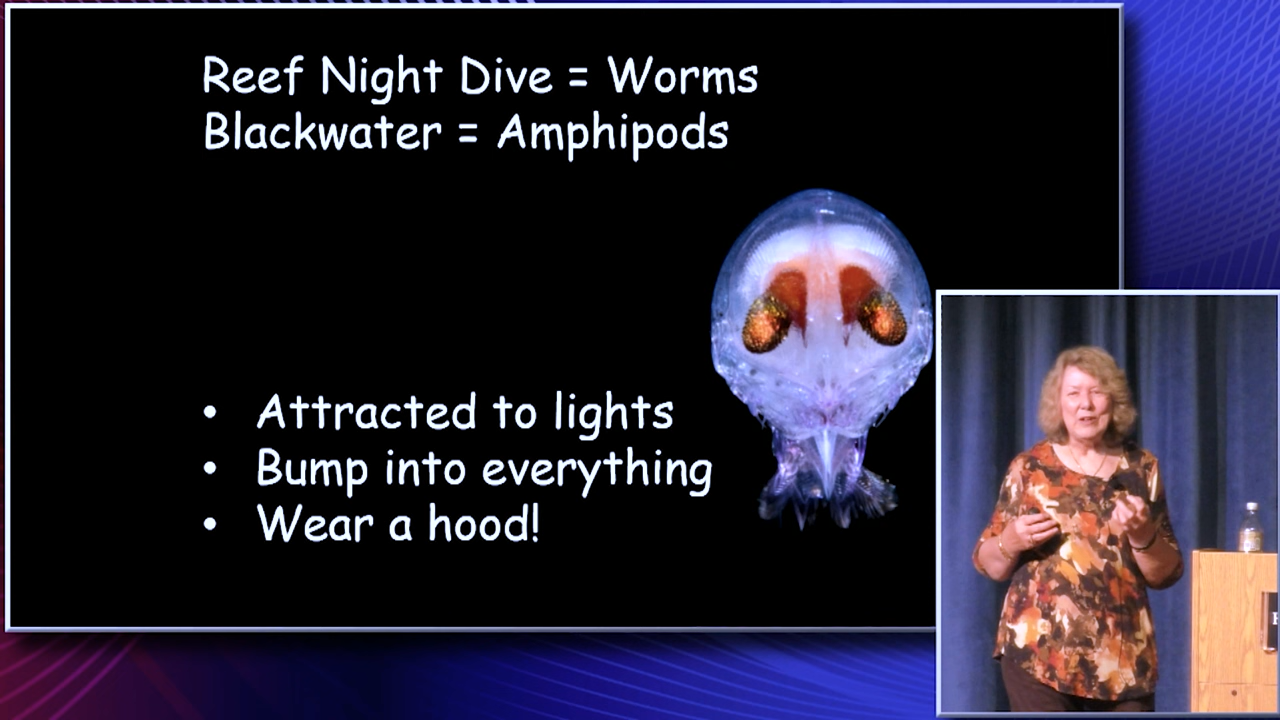 Reef Night Dive = Worms
Blackwater = Amphipods
• Attracted to lights
• Bump into everything
• Wear a hood!